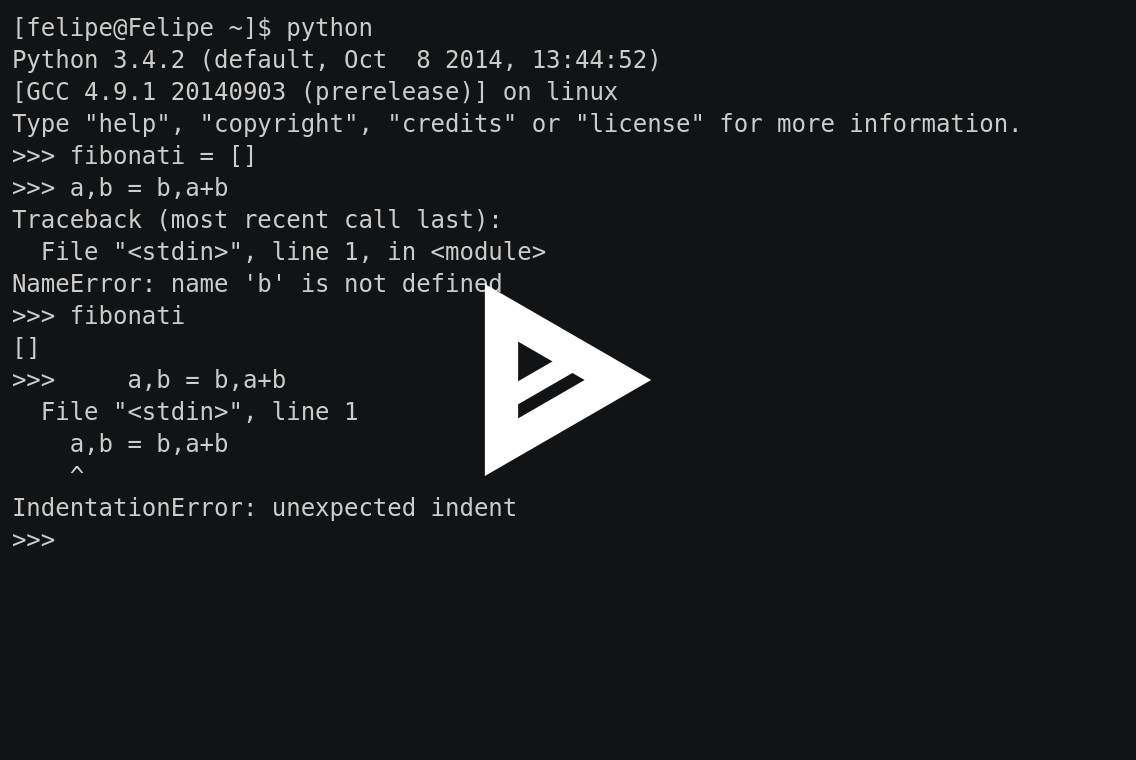 [felipe@Felipe ~]$ python
Python 3.4.2 (default, Oct  8 2014, 13:44:52)
[GCC 4.9.1 20140903 (prerelease)] on linux
Type "help", "copyright", "credits" or "license" for more information.
>>> fibonati = []
>>> a,b = b,a+b
Traceback (most recent call last):
  File "<stdin>", line 1, in <module>
NameError: name 'b' is not defined
>>> fibonati
[]
>>>     a,b = b,a+b
  File "<stdin>", line 1
    a,b = b,a+b
    ^
IndentationError: unexpected indent
>>>